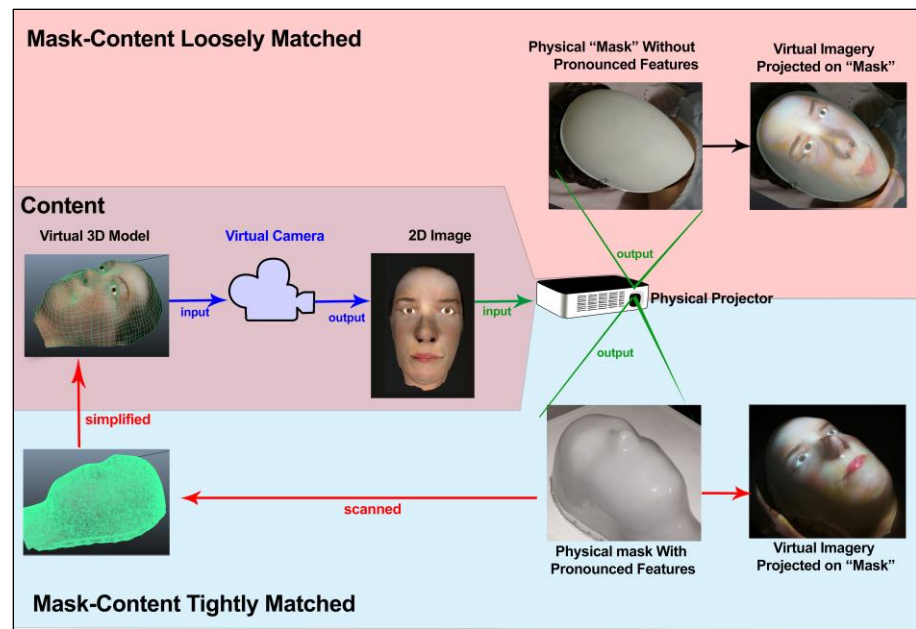 Mask-Content Loosely Matched
Physical “Mask” Without
Pronounced Features
Virtual Imagery
Projected on “Mask”
Content
Virtual 3D Model
Virtual Camera
2D Image
input
output
input
output
Physical Projector
output
simplified
scanned
Physical mask With
Pronounced Features
Virtual Imagery
Projected on “Mask”
Mask-Content Tightly Matched